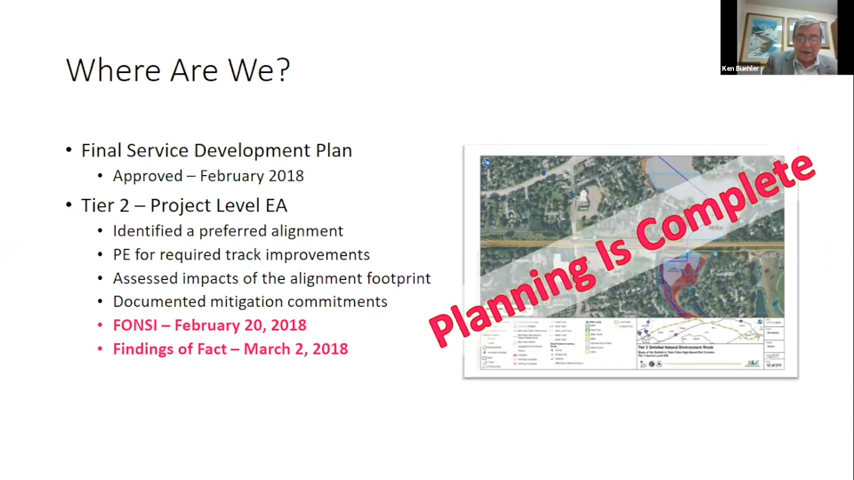 Where Are We?
Ken Buehler
• Final Service Development Plan
• Approved – February 2018
• Tier 2 – Project Level EA
• Identified a preferred alignment
• PE for required track improvements
• Assessed impacts of the alignment footprint
• Documented mitigation commitments
• FONSI – February 20, 2018
• Findings of Fact – March 2, 2018
Planning Is Complete